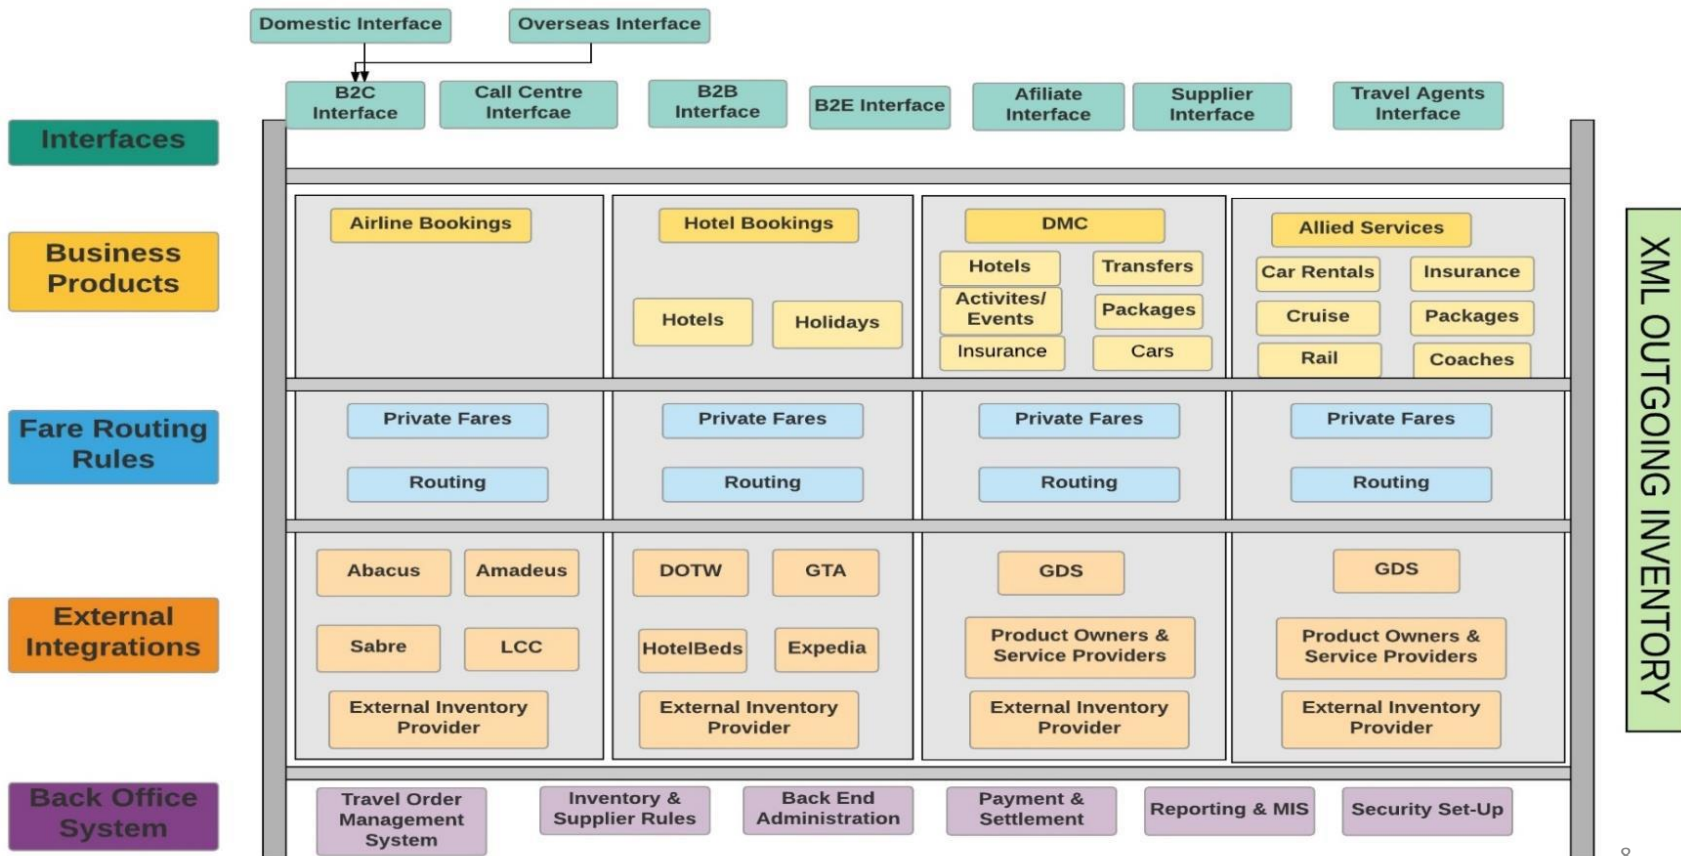 Domestic Interface
Overseas Interface
B2C
Interface
Call Centre
Interfcae
B2B
Interface
B2E Interface
Afiliate
Interface
Supplier
Interface
Travel Agents
Interface
Interfaces
Business
Products
Airline Bookings
Hotel Bookings
Hotels
Holidays
DMC
Hotels
Transfers
Activites/
Events
Packages
Insurance
Cars
Allied Services
Car Rentals
Insurance
Cruise
Packages
Rail
Coaches
Fare Routing
Rules
Private Fares
Private Fares
Private Fares
Private Fares
Routing
Routing
Routing
Routing
External
Integrations
Abacus
Amadeus
Sabre
LCC
External Inventory
Provider
DOTW
GTA
HotelBeds
Expedia
External Inventory
Provider
GDS
Product Owners &
Service Providers
External Inventory
Provider
GDS
Product Owners &
Service Providers
External Inventory
Provider
Back Office
System
Travel Order
Management
System
Inventory &
Supplier Rules
Back End
Administration
Payment &
Settlement
Reporting & MIS
Security Set-Up
XML OUTGOING INVENTORY